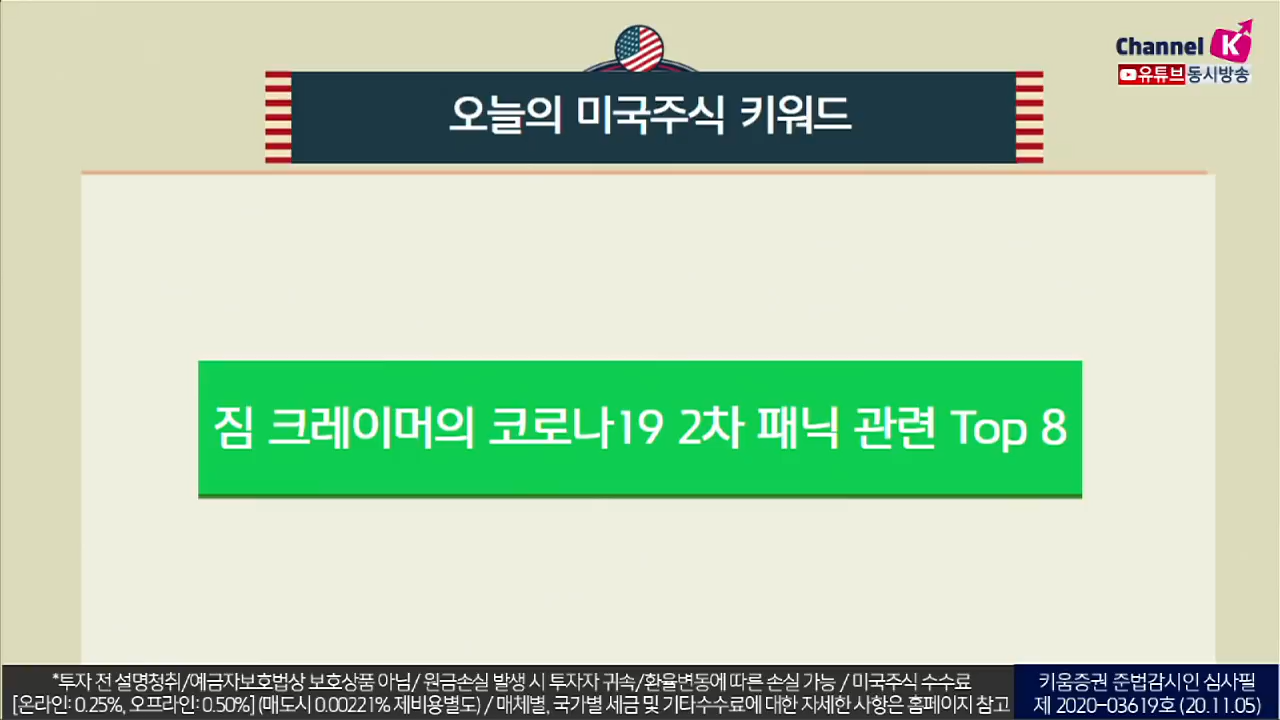 Channel K
유튜브 동시방송
오늘의 미국주식 키워드
짐 크레이머의 코로나19 2차 패닉 관련 Top 8
*투자 전 설명청취/예금자보호법상 보호상품 아님/ 원금손실 발생 시 투자자 귀속/환율변동에 따른 손실 가능 / 미국주식 수수료
[온라인: 0.25%, 오프라인: 0.50%] (매도시 0.00221% 제비용별도) / 매체별, 국가별 세금 및 기타수수료에 대한 자세한 사항은 홈페이지 참고
키움증권 준법감시인 심사필
제 2020-03619호 (20.11.05)